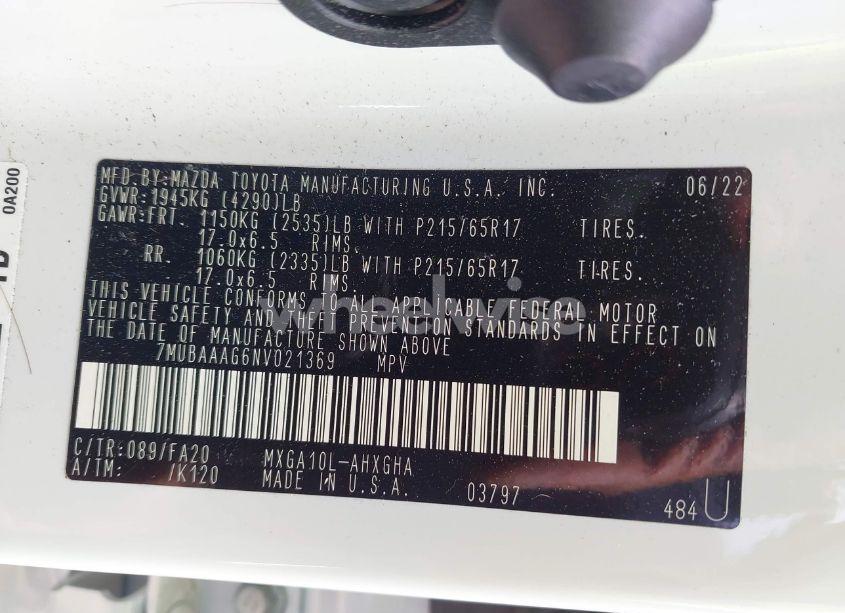 MFD BY:MAZDA TOYOTA MANUFACTURING U.S.A. INC. 06/22
GVWR:1945KG (4290)LB
GAWR:FRT. 1150KG (2535)LB WITH P215/65R17 TIRES.
17.0x6.5 RIMS.
RR. 1060KG (2335)LB WITH P215/65R17 TIRES.
17.0x6.5 RIMS.
THIS VEHICLE CONFORMS TO ALL APPLICABLE FEDERAL MOTOR
VEHICLE SAFETY AND THEFT PREVENTION STANDARDS IN EFFECT ON
THE DATE OF MANUFACTURE SHOWN ABOVE
7MUBAAAG6NV021369 MPV
C/TR:089/FA20 MXGA10L-AHXGHA
A/TM: /K120 MADE IN U.S.A. 03797
484 U
0A200
wheelwise